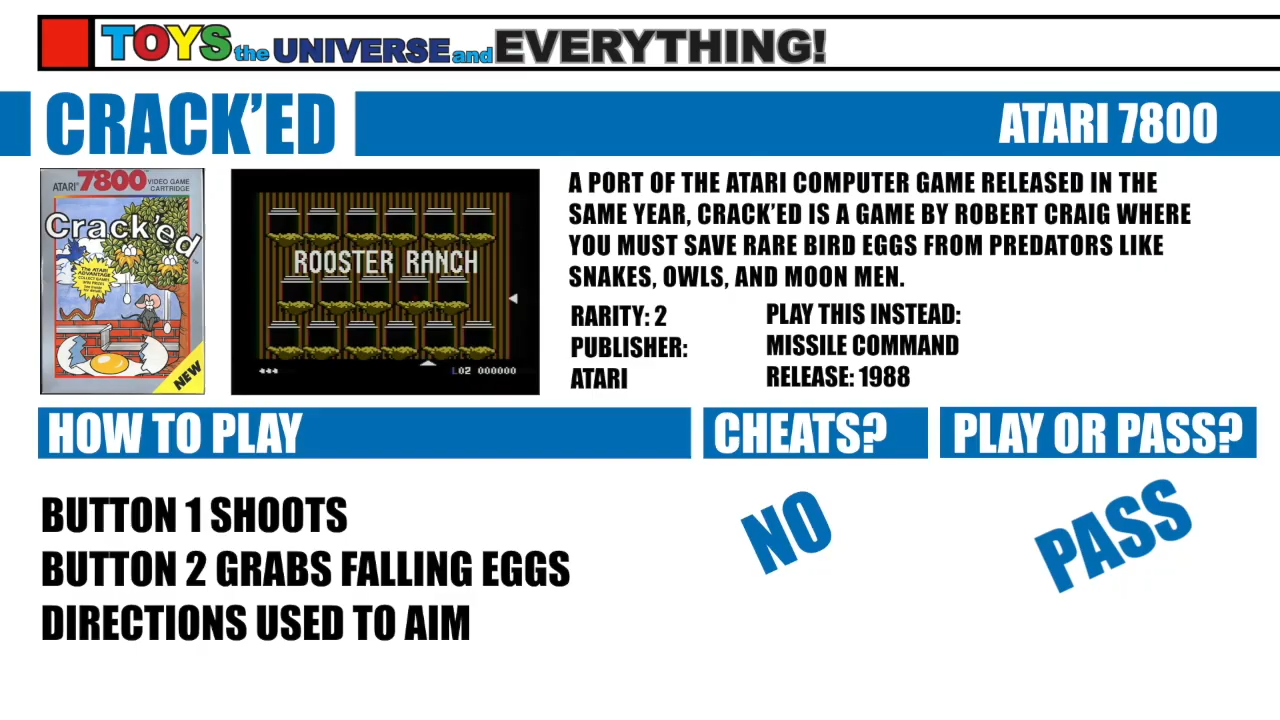 TOYS the UNIVERSE and EVERYTHING!
CRACK'ED
ATARI 7800
ATARI 7800 VIDEO GAME CARTRIDGE
Crack'ed
The ATARI
ADVANTAGE
NEW
ROOSTER RANCH
L02 000000
A PORT OF THE ATARI COMPUTER GAME RELEASED IN THE
SAME YEAR, CRACK'ED IS A GAME BY ROBERT CRAIG WHERE
YOU MUST SAVE RARE BIRD EGGS FROM PREDATORS LIKE
SNAKES, OWLS, AND MOON MEN.
RARITY: 2
PUBLISHER:
ATARI
PLAY THIS INSTEAD:
MISSILE COMMAND
RELEASE: 1988
HOW TO PLAY
CHEATS?
PLAY OR PASS?
BUTTON 1 SHOOTS
BUTTON 2 GRABS FALLING EGGS
DIRECTIONS USED TO AIM
NO
PASS